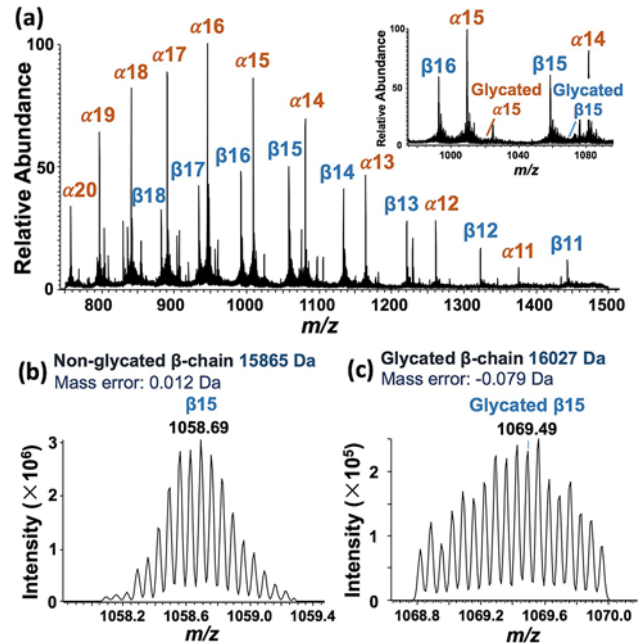 (a)
Relative Abundance
100
50
0
α20
α19
α18
β18
α17
β17
α16
β16
α15
β15
α14
β14
α13
β13
α12
β12
α11
β11
800
900
1000
1100
1200
1300
1400
1500
m/z
Relative Abundance
100
50
0
β16
α15
Glycated
α15
β15
Glycated
β15
α14
1000
1040
1080
m/z
(b)
Non-glycated β-chain 15865 Da
Mass error: 0.012 Da
β15
1058.69
Intensity (×10⁶)
3
2
1
0
1058.2
1058.6
1059.0
1059.4
m/z
(c)
Glycated β-chain 16027 Da
Mass error: -0.079 Da
Glycated β15
1069.49
Intensity (×10⁵)
2
1
0
1068.8
1069.2
1069.6
1070.0
m/z